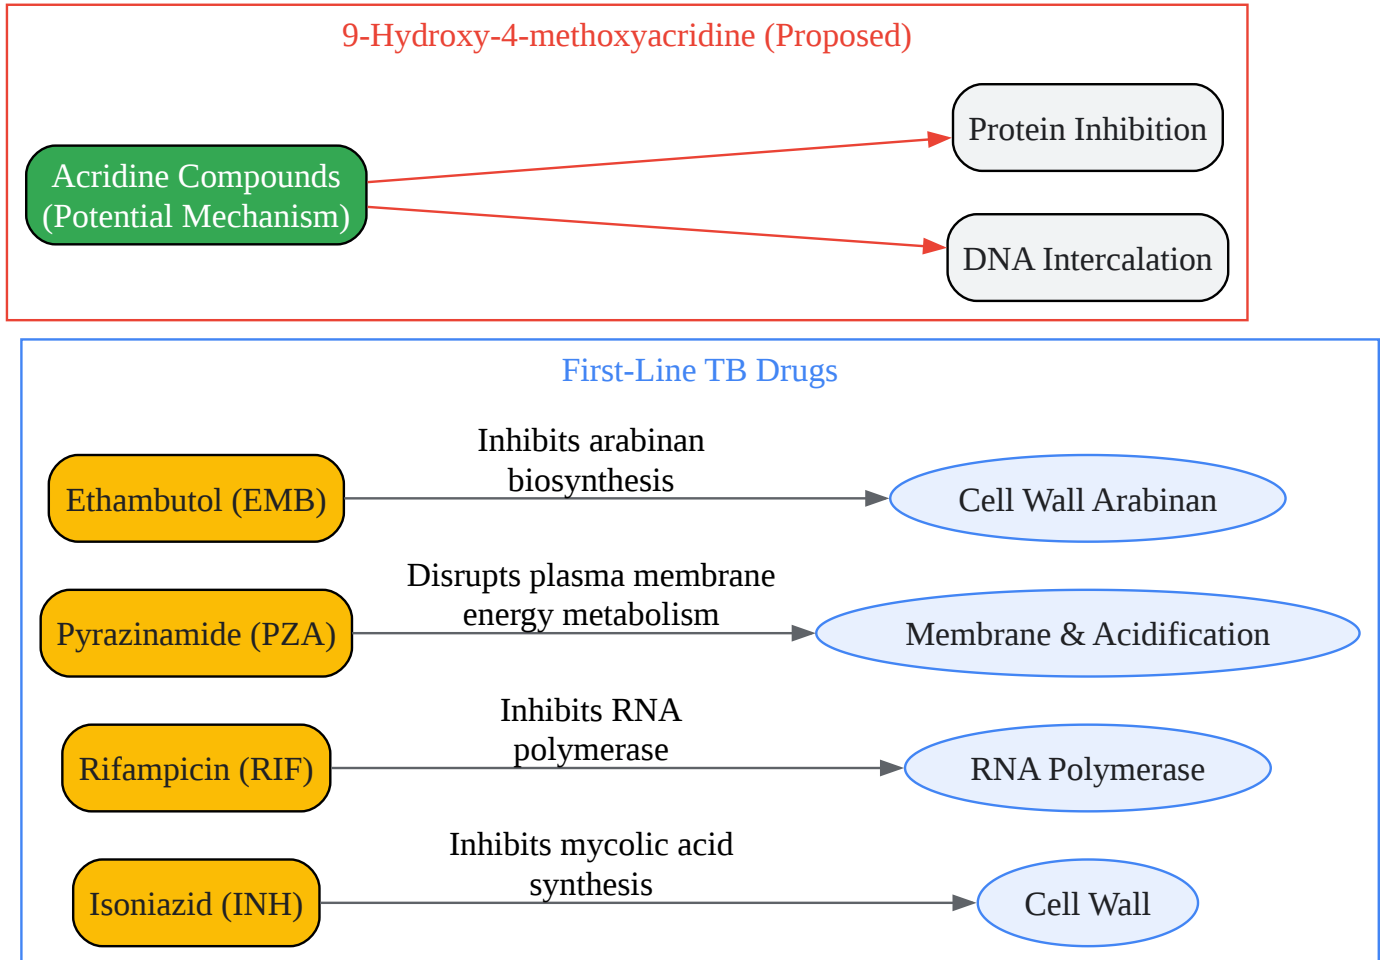 9-Hydroxy-4-methoxyacridine (Proposed)
Acridine Compounds
(Potential Mechanism)
Protein Inhibition
DNA Intercalation
First-Line TB Drugs
Ethambutol (EMB)
Inhibits arabinan
biosynthesis
Cell Wall Arabinan
Pyrazinamide (PZA)
Disrupts plasma membrane
energy metabolism
Membrane & Acidification
Rifampicin (RIF)
Inhibits RNA
polymerase
RNA Polymerase
Isoniazid (INH)
Inhibits mycolic acid
synthesis
Cell Wall